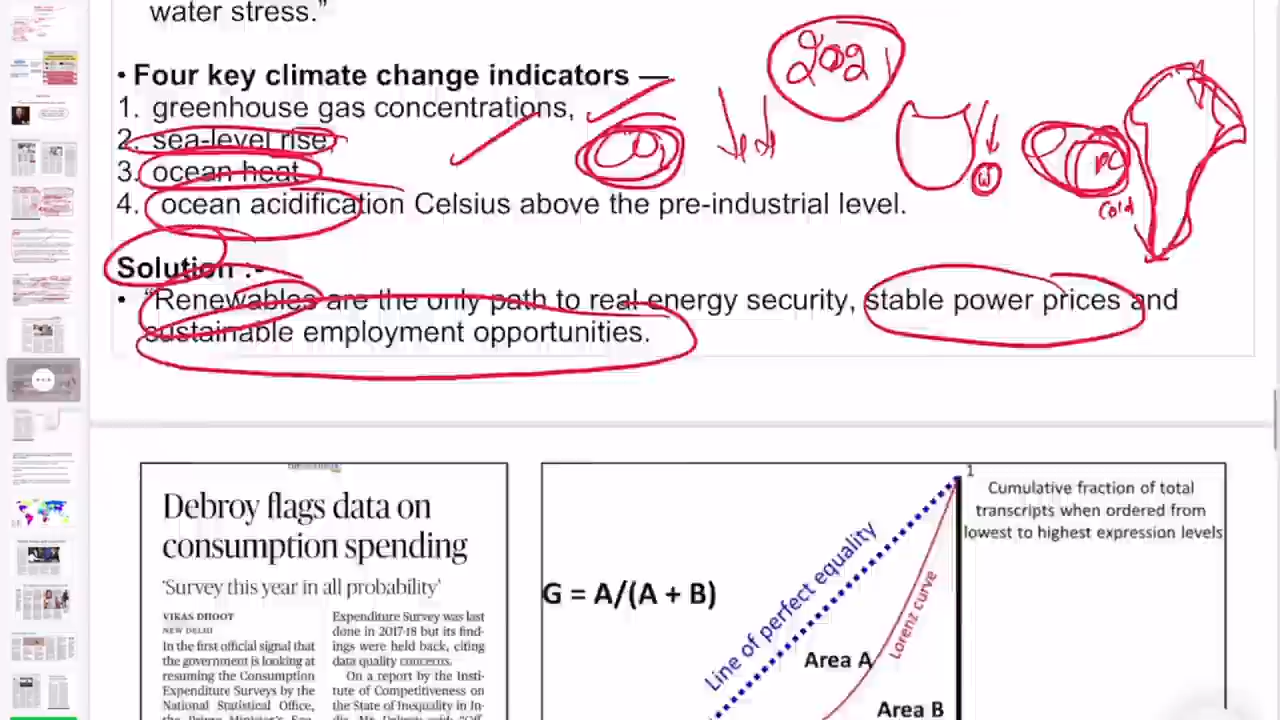 water stress.”
• Four key climate change indicators —
1. greenhouse gas concentrations,
2. sea-level rise,
3. ocean heat
4. ocean acidification Celsius above the pre-industrial level.
Solution :-
• “Renewables are the only path to real energy security, stable power prices and
sustainable employment opportunities.
Cold
Debroy flags data on
consumption spending
'Survey this year in all probability'
VIKAS DHOOT
NEW DELHI
In the first official signal that
the government is looking at
resuming the Consumption
Expenditure Surveys by the
National Statistical Office,
the Prime Minister's
Expenditure Survey was last
done in 2017-18 but its find-
ings were held back, citing
data quality concerns.
On a report by the Insti-
tute of Competitiveness on
the State of Inequality in In-
G = A/(A + B)
Line of perfect equality
Area A
Lorenz curve
Area B
1
Cumulative fraction of total
transcripts when ordered from
lowest to highest expression levels